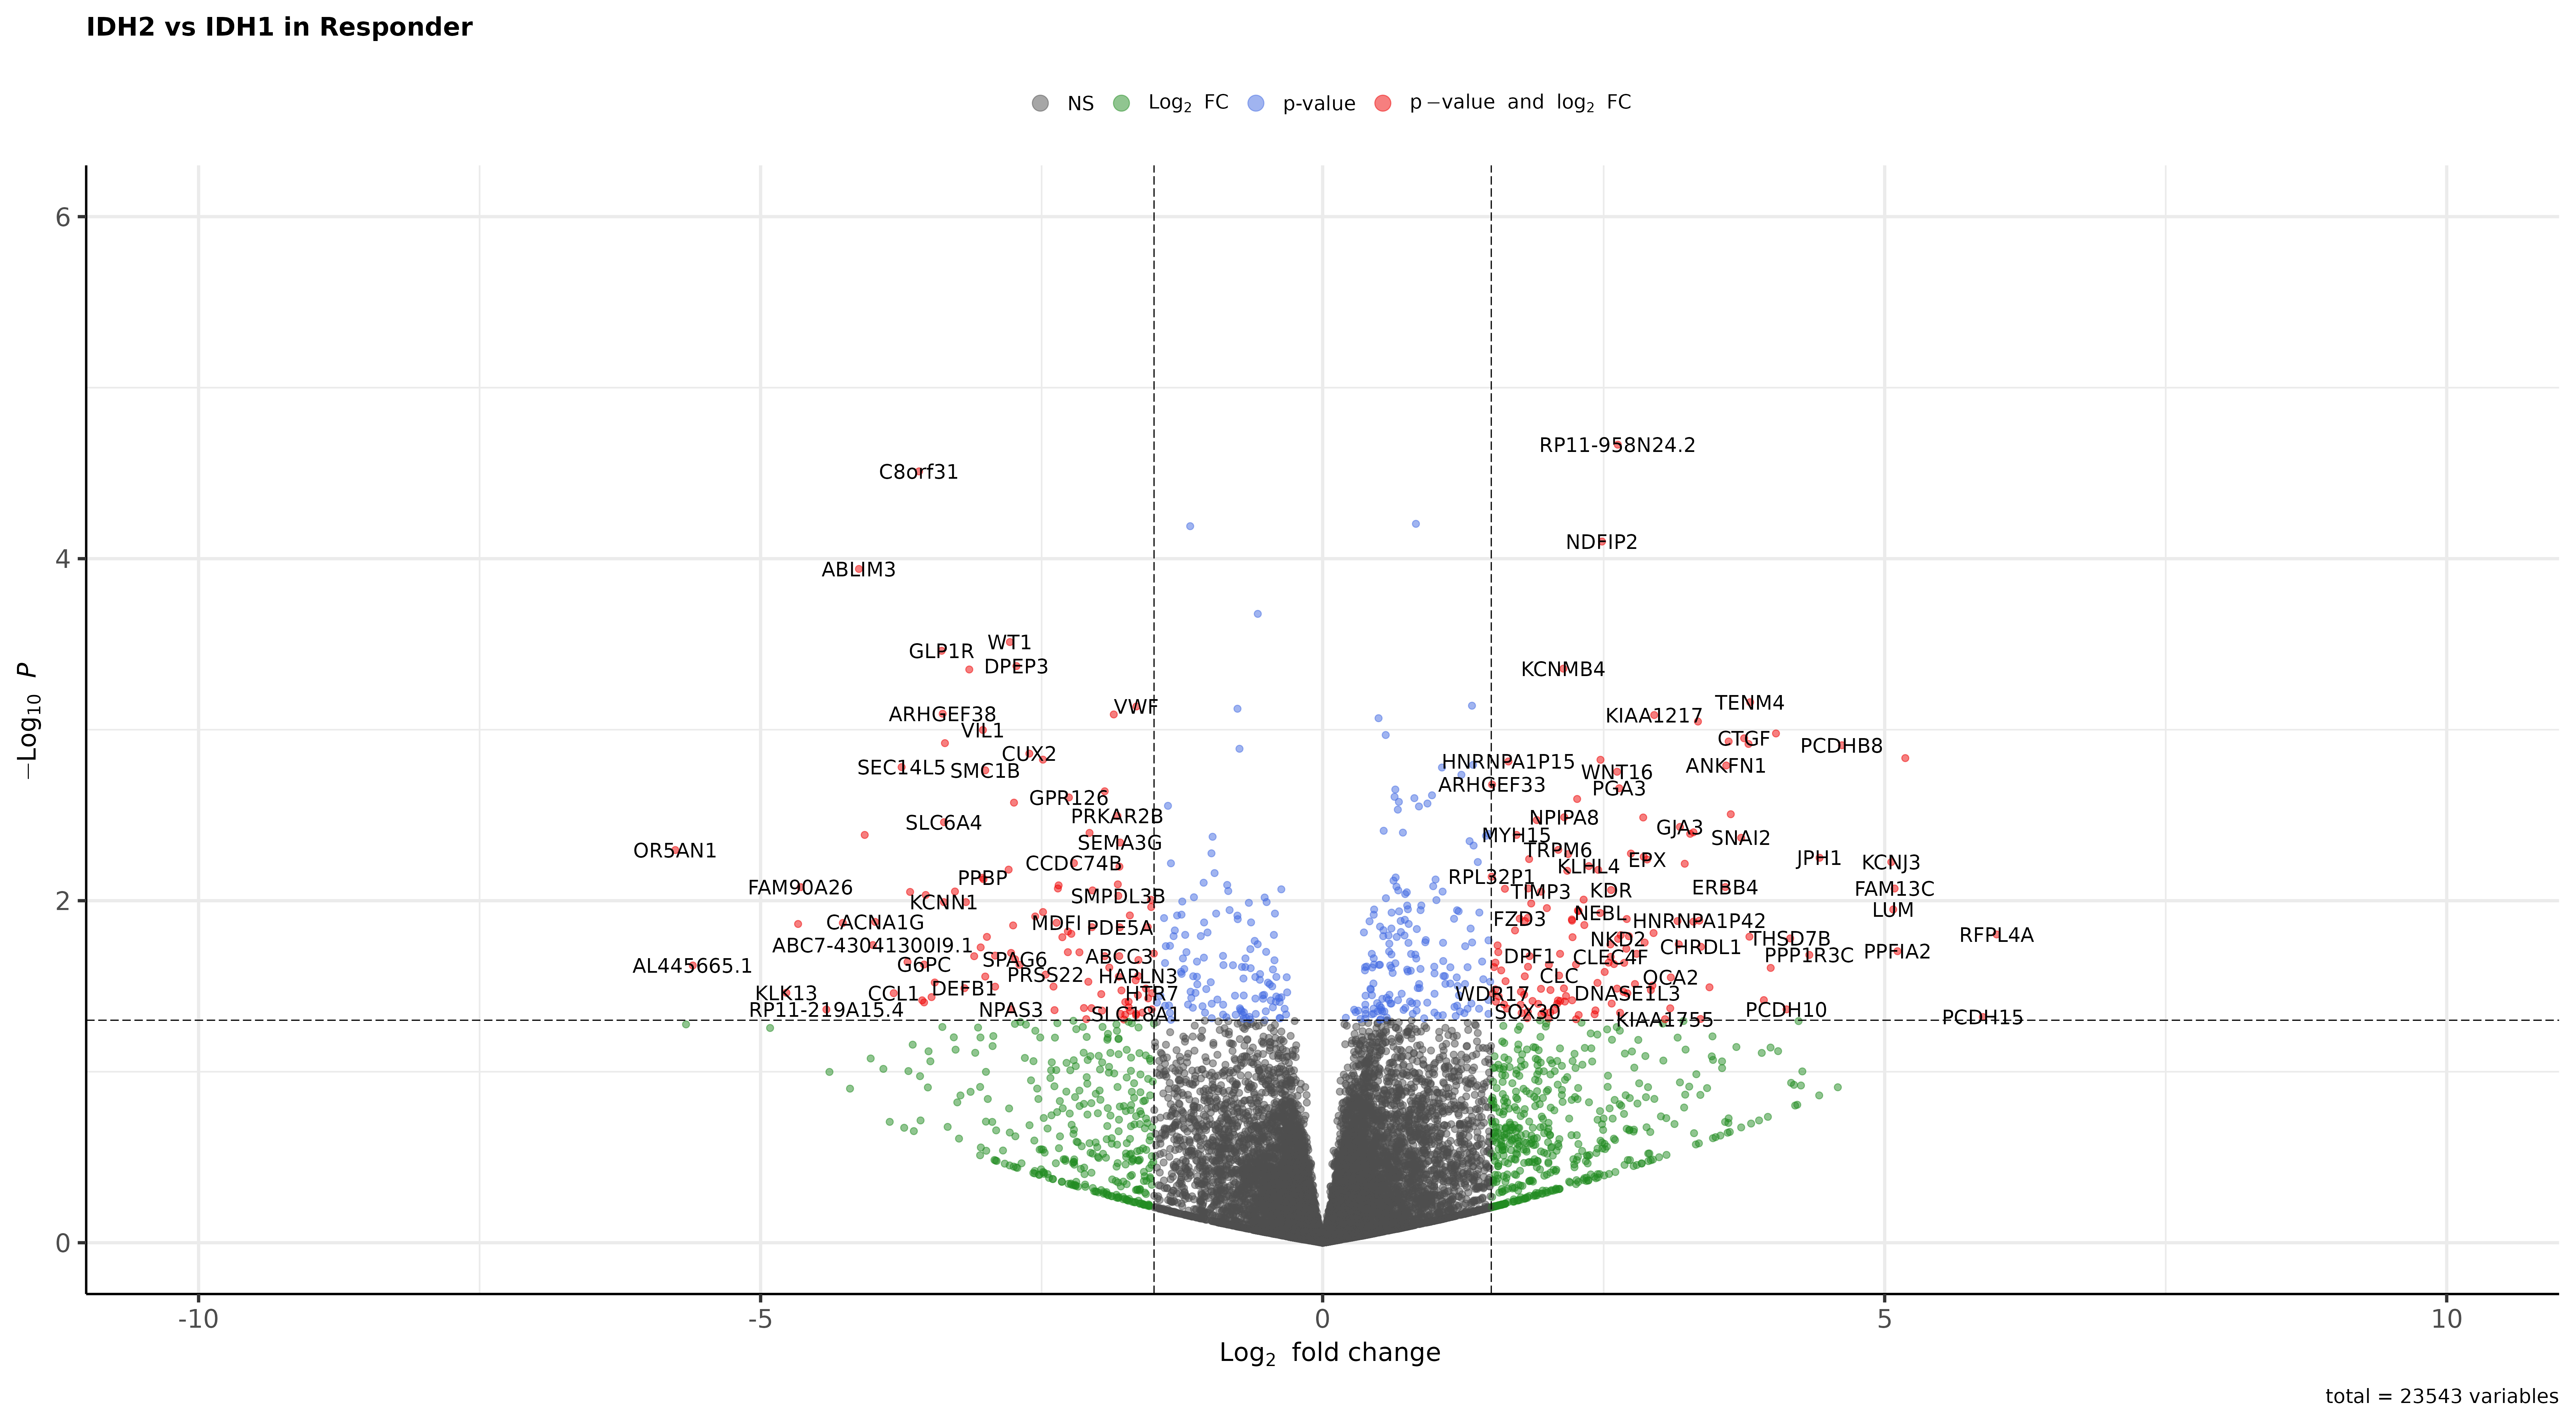 IDH2 vs IDH1 in Responder
NS Log2 FC p-value p−value and log2 FC
6
RP11-958N24.2
C8orf31
NDFIP2
4
ABLIM3
WT1
GLP1R
DPEP3
KCNMB4
TENM4
VWF
ARHGEF38
KIAA1217
VIL1
CTGF
PCDHB8
CUX2
HNRNPA1P15
ANKFN1
SEC14L5
SMC1B
WNT16
ARHGEF33
PGA3
GPR126
PRKAR2B
NPIPA8
SLC6A4
GJA3
MYH15
SNAI2
SEMA3G
OR5AN1
TRPM6
JPH1
EPX
KCNJ3
CCDC74B
KLHL4
RPL32P1
PPBP
FAM90A26
ERBB4
FAM13C
KDR
TIMP3
SMPDL3B
2
KCNN1
LUM
NEBL
FZD3
HNRNPA1P42
CACNA1G
MDFI
PDE5A
RFPL4A
NKD2
THSD7B
ABC7-43041300I9.1
CHRDL1
PPFIA2
PPP1R3C
DPF1
ABCC3
CLEC4F
SPAG6
G6PC
AL445665.1
PRSS22
HAPLN3
CLC
OCA2
DEFB1
KLK13
CCL1
HTR7
WDR17
DNASE1L3
RP11-219A15.4
NPAS3
SLC18A1
SOX30
PCDH10
PCDH15
KIAA1755
0
−Log10 P
-10 -5 0 5 10
Log2 fold change
total = 23543 variables